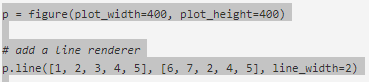 p = figure(plot_width=400, plot_height=400)
# add a line renderer
p.line([1, 2, 3, 4, 5], [6, 7, 2, 4, 5], line_width=2)